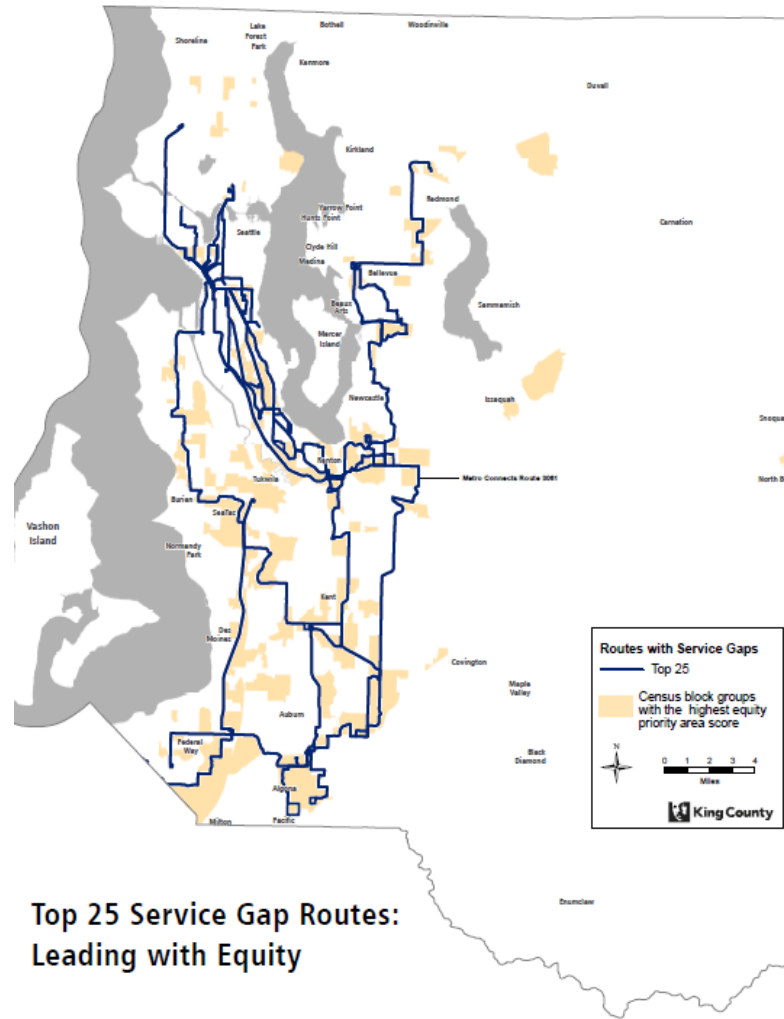 Lake
Forest
Park
Bothell
Woodinville
Shoreline
Kenmore
Duvall
Kirkland
Redmond
Yarrow Point
Hunts Point
Carnation
Seattle
Clyde Hill
Medina
Bellevue
Beaux
Arts
Sammamish
Mercer
Island
Newcastle
Issaquah
Snoqua
Renton
Tukwila
Metro Connects Route 3081
North B
Burien
SeaTac
Vashon
Island
Normandy
Park
Kent
Des
Moines
Covington
Maple
Valley
Auburn
Federal
Way
Black
Diamond
Algona
Milton
Pacific
Enumclaw
Routes with Service Gaps
Top 25
Census block groups
with the highest equity
priority area score
N
0 1 2 3 4
Miles
King County
Top 25 Service Gap Routes:
Leading with Equity